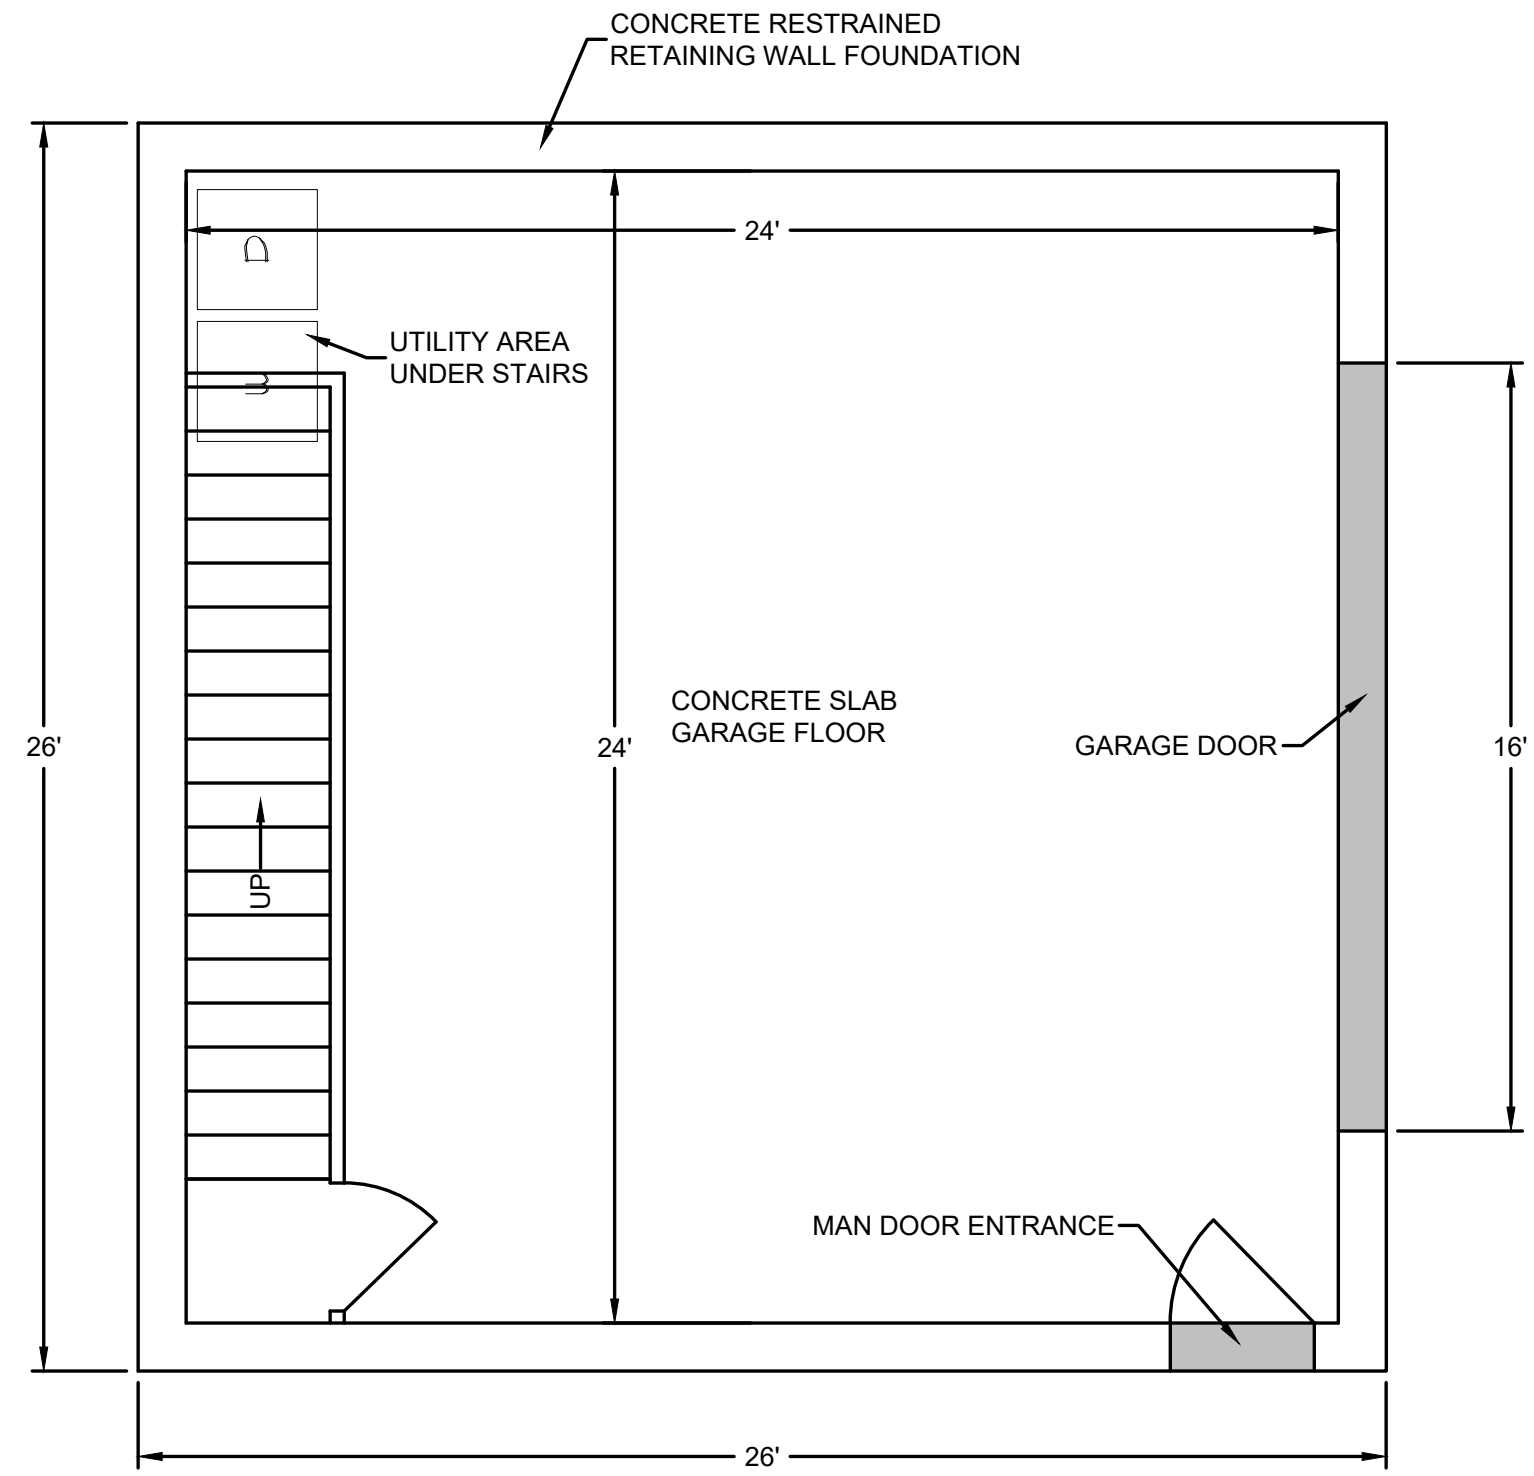 CONCRETE RESTRAINED
RETAINING WALL FOUNDATION
24'
D
UTILITY AREA
UNDER STAIRS
W
CONCRETE SLAB
GARAGE FLOOR
26'
24'
GARAGE DOOR
16'
UP
MAN DOOR ENTRANCE
26'